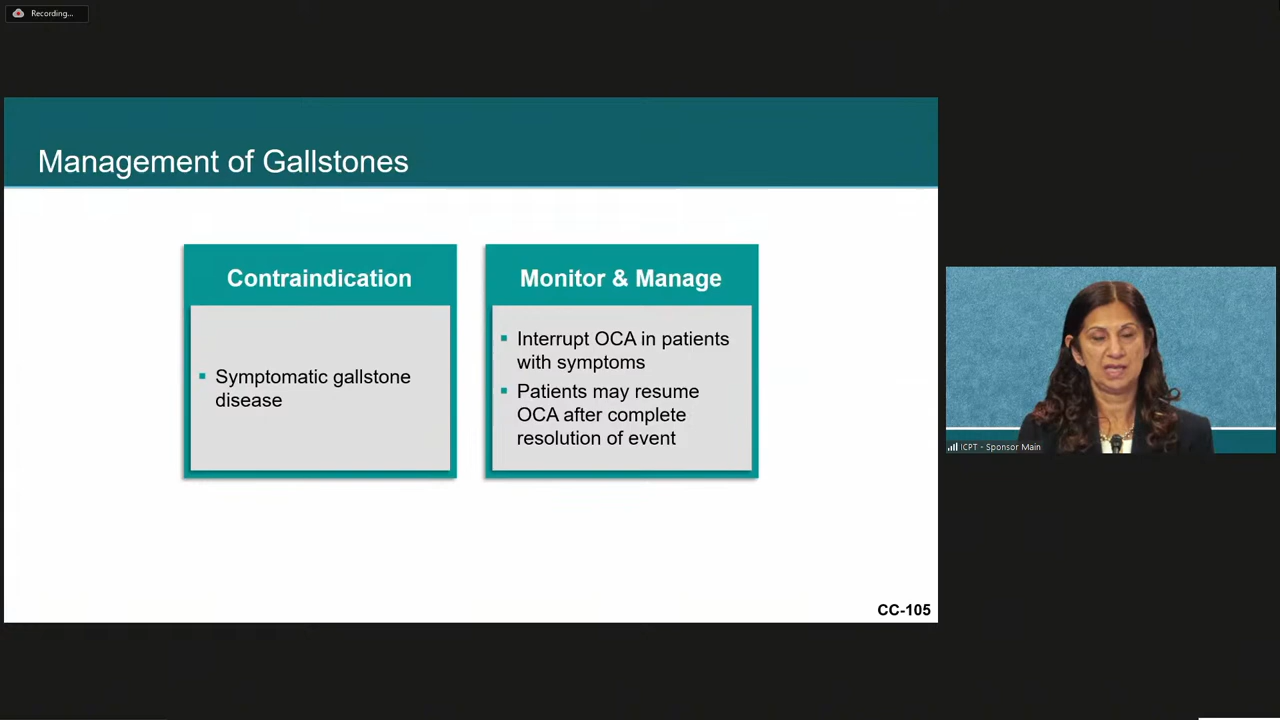 Recording...
Management of Gallstones
Contraindication
▪ Symptomatic gallstone
disease
Monitor & Manage
▪ Interrupt OCA in patients
with symptoms
▪ Patients may resume
OCA after complete
resolution of event
ICPT - Sponsor Main
CC-105